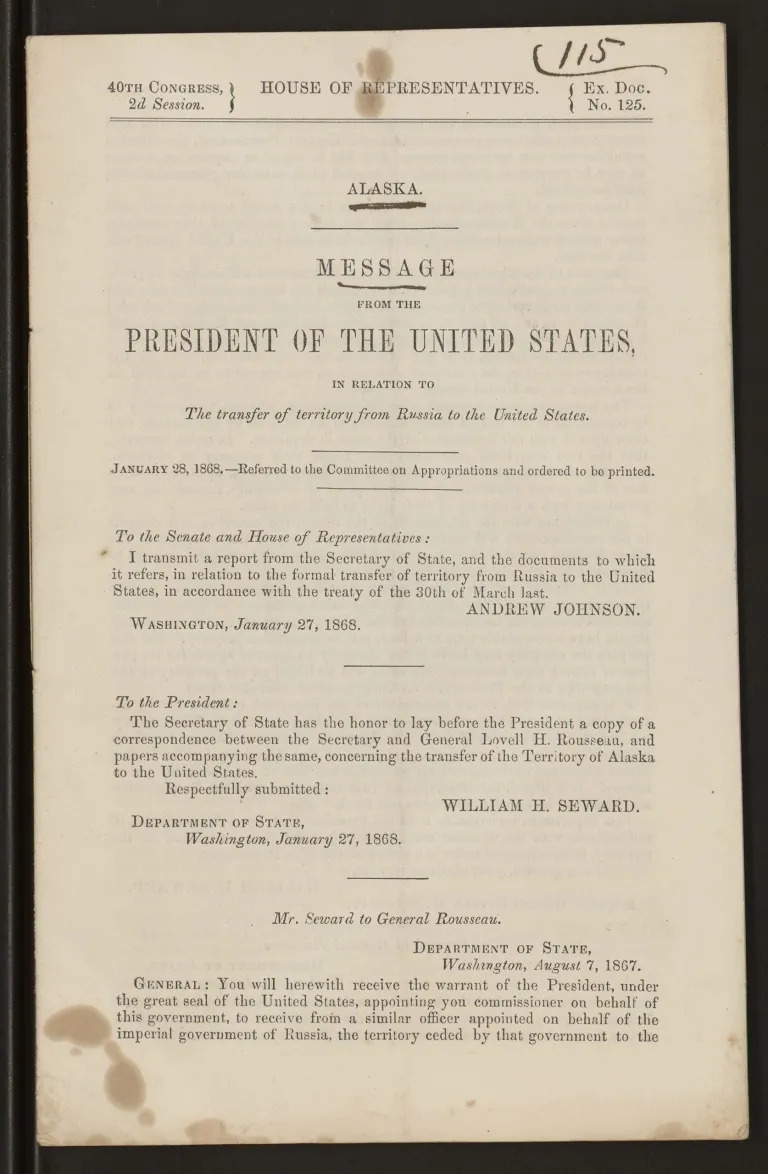 115
40TH CONGRESS, } HOUSE OF REPRESENTATIVES. { Ex. Doc.
2d Session. } { No. 125.
ALASKA.
MESSAGE
FROM THE
PRESIDENT OF THE UNITED STATES,
IN RELATION TO
The transfer of territory from Russia to the United States.
JANUARY 28, 1868.—Referred to the Committee on Appropriations and ordered to be printed.
To the Senate and House of Representatives:
I transmit a report from the Secretary of State, and the documents to which
it refers, in relation to the formal transfer of territory from Russia to the United
States, in accordance with the treaty of the 30th of March last.
ANDREW JOHNSON.
WASHINGTON, January 27, 1868.
To the President:
The Secretary of State has the honor to lay before the President a copy of a
correspondence between the Secretary and General Lovell H. Rousseau, and
papers accompanying the same, concerning the transfer of the Territory of Alaska
to the United States.
Respectfully submitted:
WILLIAM H. SEWARD.
DEPARTMENT OF STATE,
Washington, January 27, 1868.
Mr. Seward to General Rousseau.
DEPARTMENT OF STATE,
Washington, August 7, 1867.
GENERAL: You will herewith receive the warrant of the President, under
the great seal of the United States, appointing you commissioner on behalf of
this government, to receive from a similar officer appointed on behalf of the
imperial government of Russia, the territory ceded by that government to the